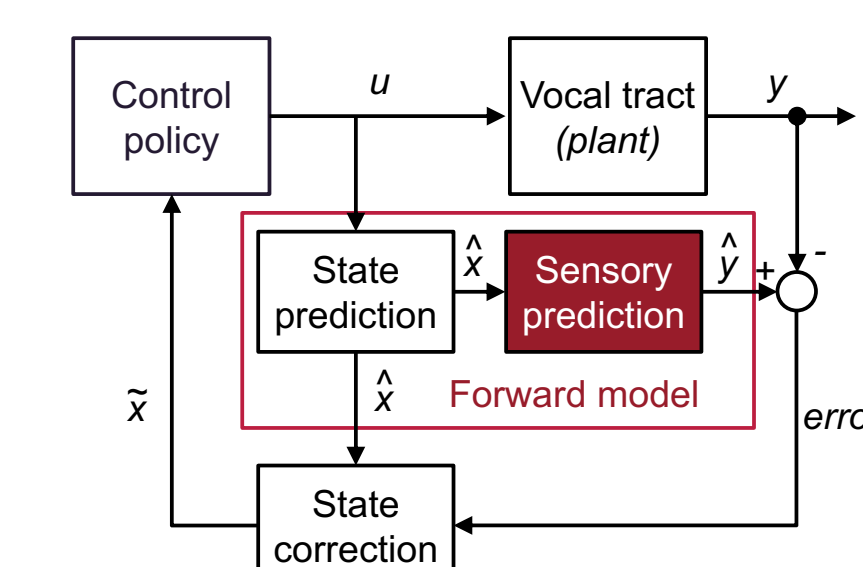 Control
policy
u
Vocal tract
(plant)
y
State
prediction
x̂
Sensory
prediction
ŷ
+
-
x̂
Forward model
x̃
State
correction